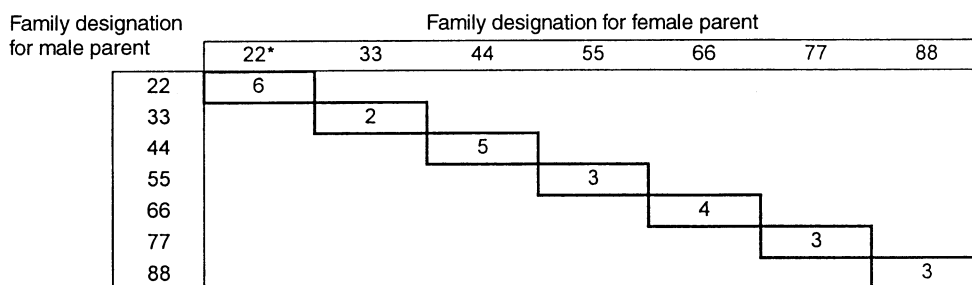 Family designation for male parent
Family designation for female parent
22* 33 44 55 66 77 88
22 6
33 2
44 5
55 3
66 4
77 3
88 3